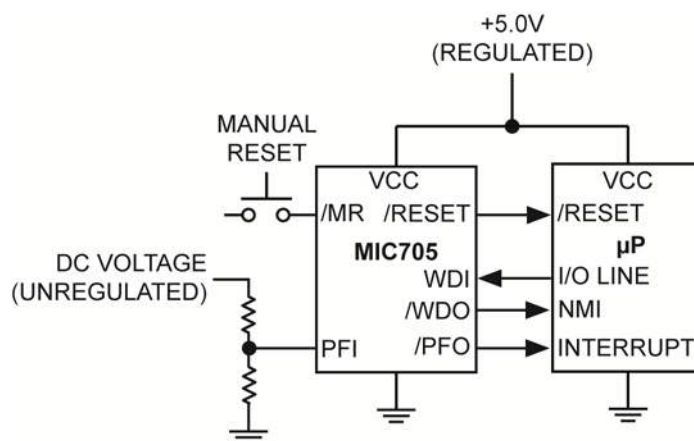 +5.0V
(REGULATED)
MANUAL
RESET
VCC
VCC
/MR
/RESET
/RESET
MIC705
µP
DC VOLTAGE
(UNREGULATED)
WDI
I/O LINE
/WDO
NMI
PFI
/PFO
INTERRUPT